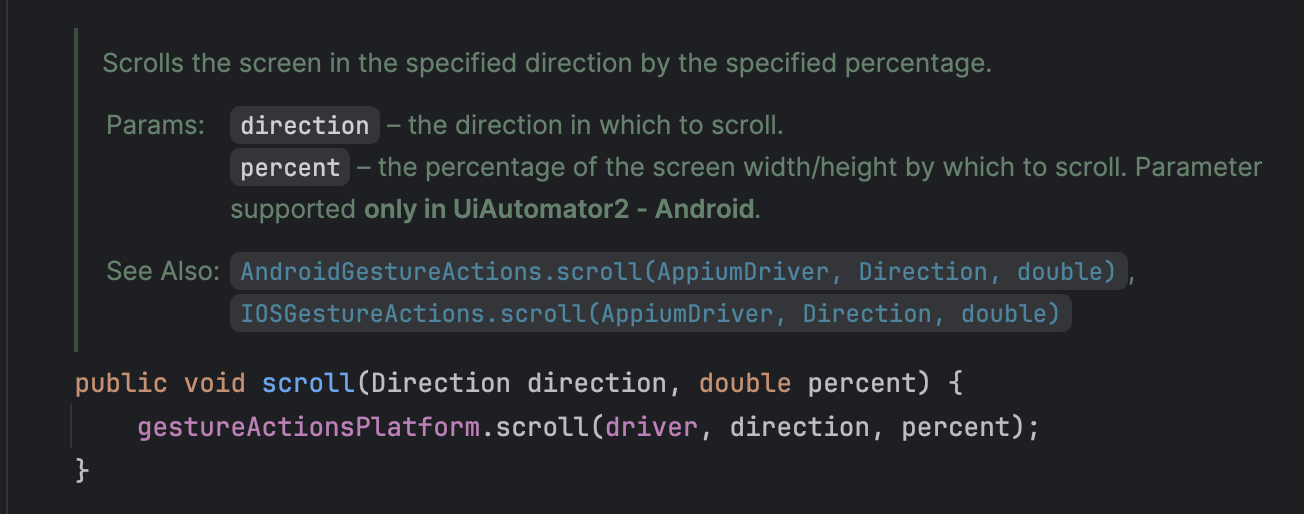 Scrolls the screen in the specified direction by the specified percentage.
Params: direction – the direction in which to scroll.
percent – the percentage of the screen width/height by which to scroll. Parameter
supported only in UiAutomator2 - Android.
See Also: AndroidGestureActions.scroll(AppiumDriver, Direction, double),
IOSGestureActions.scroll(AppiumDriver, Direction, double)
public void scroll(Direction direction, double percent) {
    gestureActionsPlatform.scroll(driver, direction, percent);
}